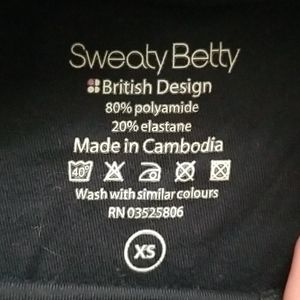 Sweaty Betty
British Design
80% polyamide
20% elastane
Made in Cambodia
40°
Wash with similar colours
RN 03525806
XS